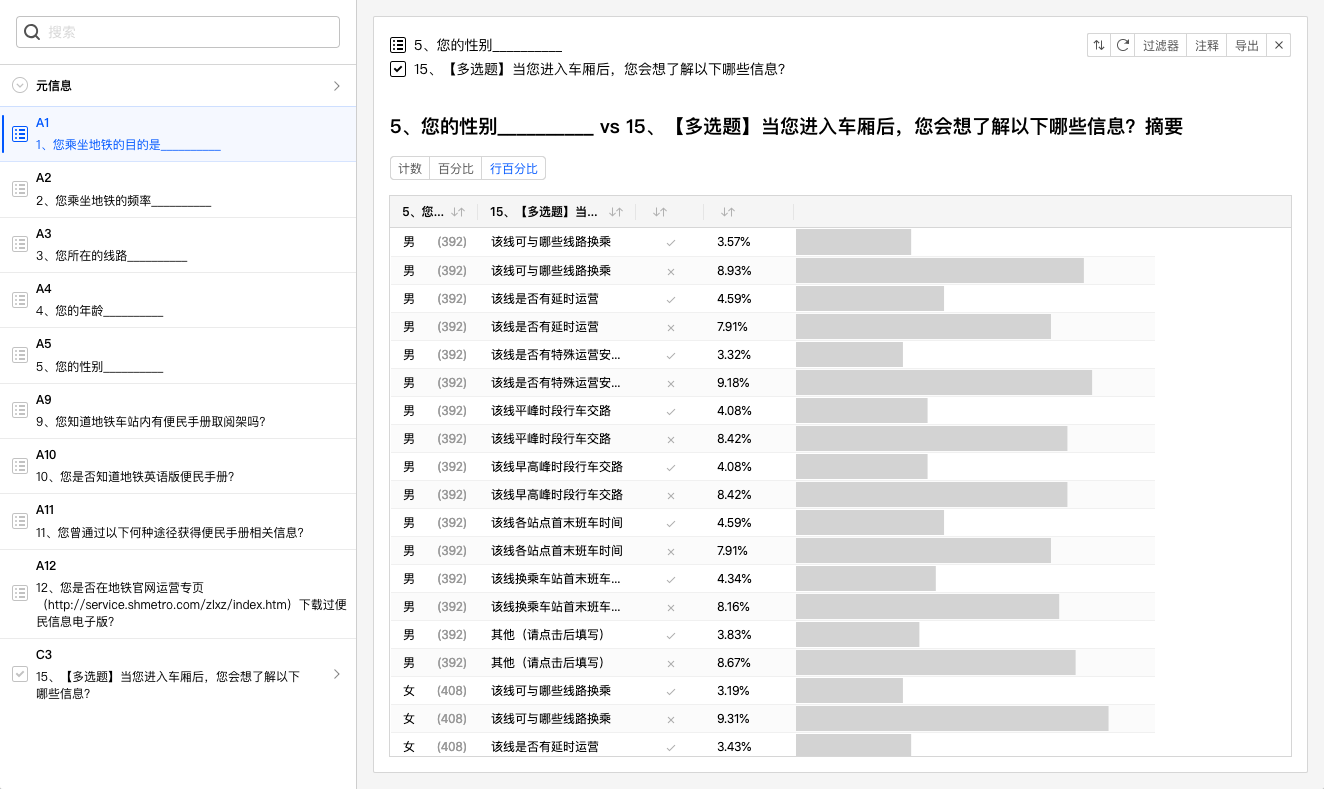 搜索
元信息
A1
1、您乘坐地铁的目的是__________
A2
2、您乘坐地铁的频率__________
A3
3、您所在的线路__________
A4
4、您的年龄__________
A5
5、您的性别__________
A9
9、您知道地铁车站内有便民手册取阅架吗?
A10
10、您是否知道地铁英语版便民手册?
A11
11、您曾通过以下何种途径获得便民手册相关信息?
A12
12、您是否在地铁官网运营专页
（http://service.shmetro.com/zlxz/index.htm）下载过便
民信息电子版?
C3
15、【多选题】当您进入车厢后，您会想了解以下
哪些信息?
5、您的性别__________
15、【多选题】当您进入车厢后，您会想了解以下哪些信息?
过滤器 注释 导出
5、您的性别__________ vs 15、【多选题】当您进入车厢后，您会想了解以下哪些信息? 摘要
计数 百分比 行百分比
5、您... 15、【多选题】当...
男 (392) 该线可与哪些线路换乘 ✓ 3.57%
男 (392) 该线可与哪些线路换乘 × 8.93%
男 (392) 该线是否有延时运营 ✓ 4.59%
男 (392) 该线是否有延时运营 × 7.91%
男 (392) 该线是否有特殊运营安... ✓ 3.32%
男 (392) 该线是否有特殊运营安... × 9.18%
男 (392) 该线平峰时段行车交路 ✓ 4.08%
男 (392) 该线平峰时段行车交路 × 8.42%
男 (392) 该线早高峰时段行车交路 ✓ 4.08%
男 (392) 该线早高峰时段行车交路 × 8.42%
男 (392) 该线各站点首末班车时间 ✓ 4.59%
男 (392) 该线各站点首末班车时间 × 7.91%
男 (392) 该线换乘车站首末班车... ✓ 4.34%
男 (392) 该线换乘车站首末班车... × 8.16%
男 (392) 其他（请点击后填写） ✓ 3.83%
男 (392) 其他（请点击后填写） × 8.67%
女 (408) 该线可与哪些线路换乘 ✓ 3.19%
女 (408) 该线可与哪些线路换乘 × 9.31%
女 (408) 该线是否有延时运营 ✓ 3.43%